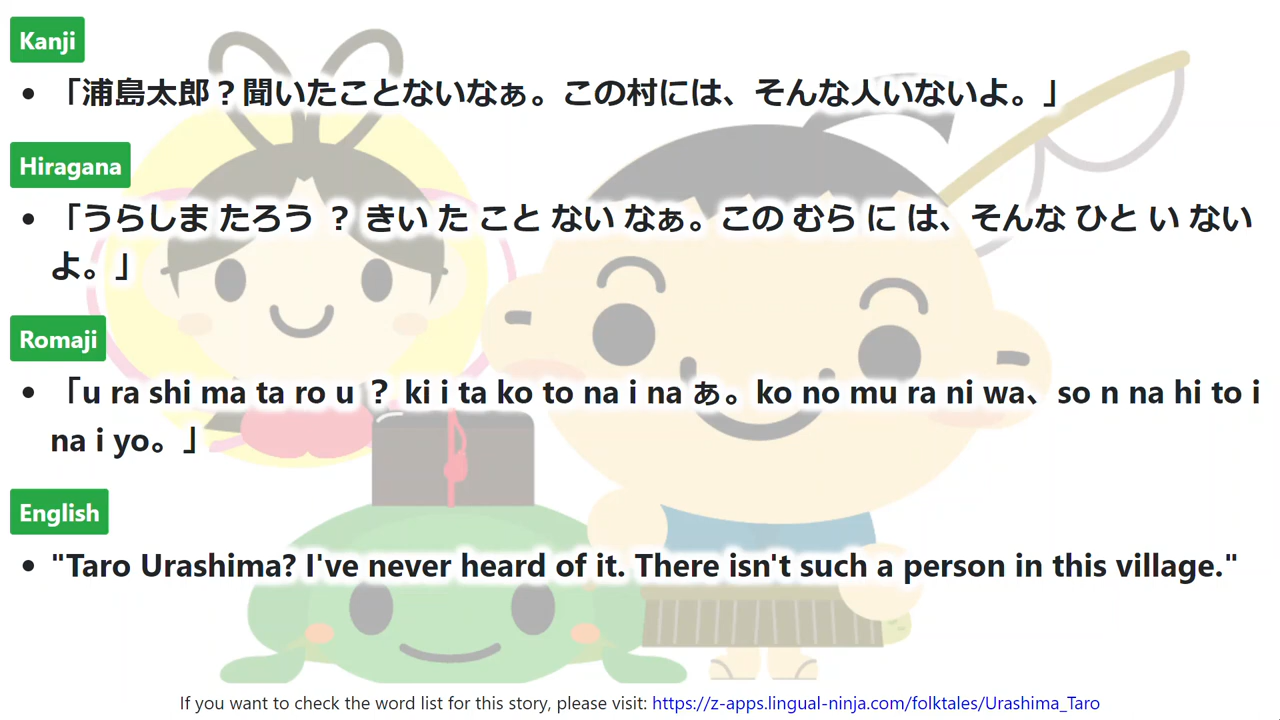 Kanji
• 「浦島太郎？聞いたことないなぁ。この村には、そんな人いないよ。」
Hiragana
• 「うらしま たろう ？ きい た こと ない なぁ。この むら に は、そんな ひと い ない
よ。」
Romaji
• 「u ra shi ma ta ro u ？ ki i ta ko to na i na ぁ。ko no mu ra ni wa、so n na hi to i
na i yo。」
English
• "Taro Urashima? I've never heard of it. There isn't such a person in this village."
If you want to check the word list for this story, please visit: https://z-apps.lingual-ninja.com/folktales/Urashima_Taro